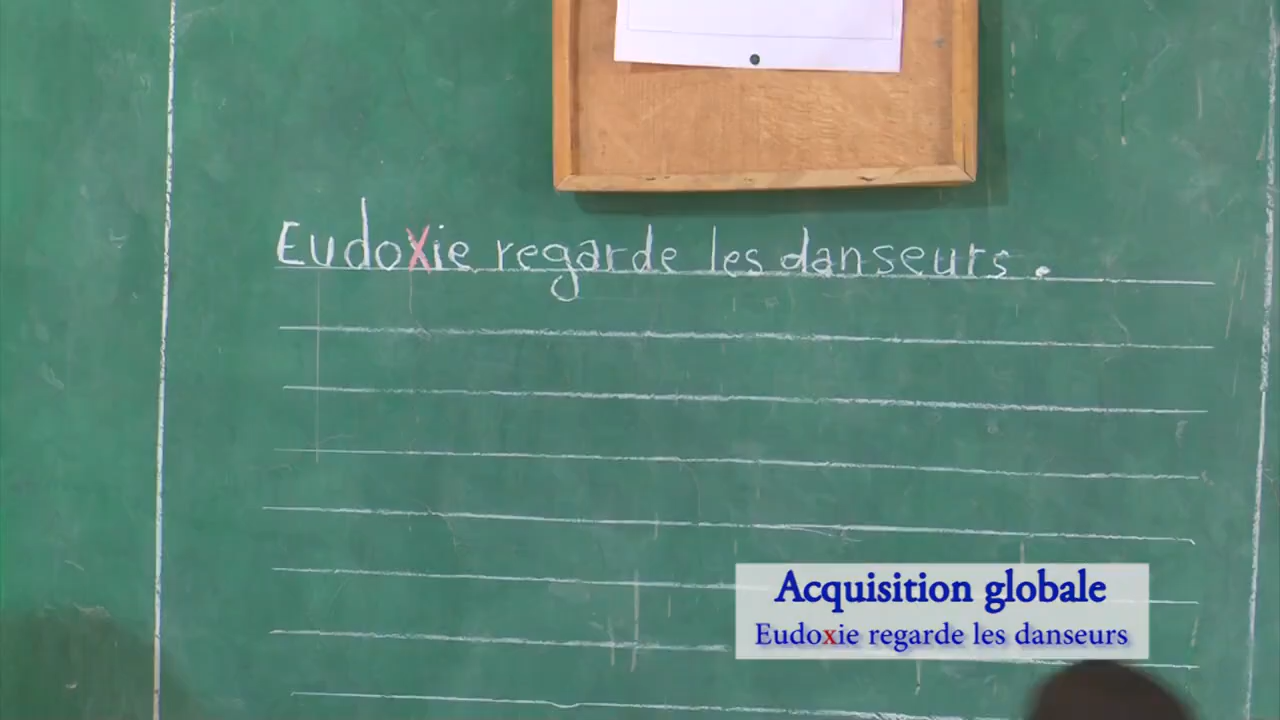 Eudoxie regarde les danseurs.
Acquisition globale
Eudoxie regarde les danseurs